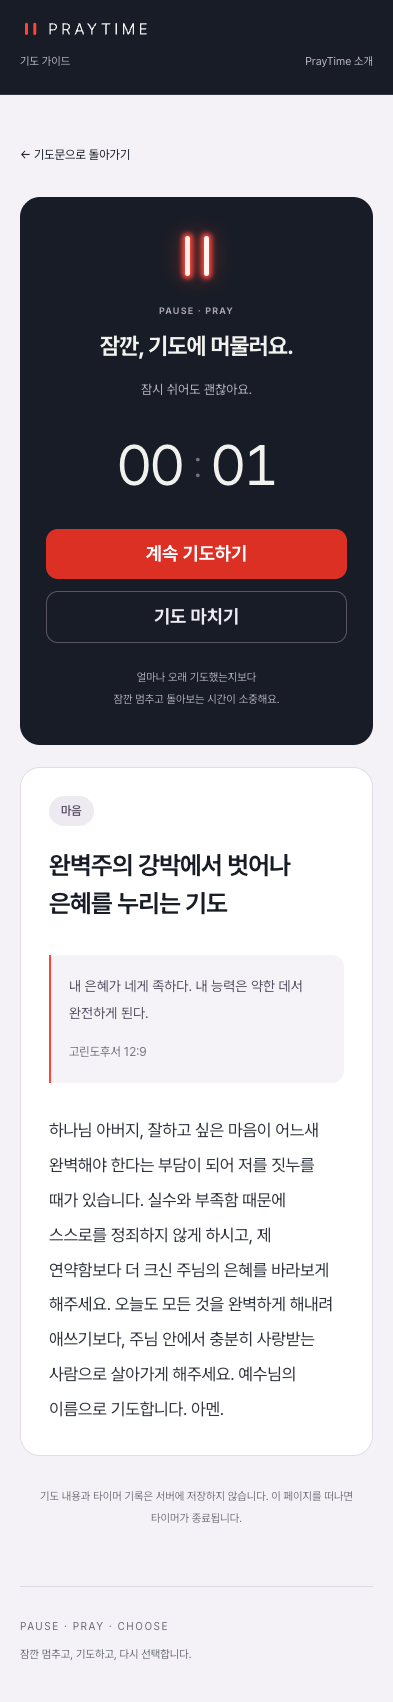 PRAYTIME
기도 가이드
PrayTime 소개
← 기도문으로 돌아가기
PAUSE · PRAY
잠깐, 기도에 머물러요.
잠시 쉬어도 괜찮아요.
00 : 01
계속 기도하기
기도 마치기
얼마나 오래 기도했는지보다
잠깐 멈추고 돌아보는 시간이 소중해요.
마음
완벽주의 강박에서 벗어나
은혜를 누리는 기도
내 은혜가 네게 족하다. 내 능력은 약한 데서
완전하게 된다.
고린도후서 12:9
하나님 아버지, 잘하고 싶은 마음이 어느새
완벽해야 한다는 부담이 되어 저를 짓누를
때가 있습니다. 실수와 부족함 때문에
스스로를 정죄하지 않게 하시고, 제
연약함보다 더 크신 주님의 은혜를 바라보게
해주세요. 오늘도 모든 것을 완벽하게 해내려
애쓰기보다, 주님 안에서 충분히 사랑받는
사람으로 살아가게 해주세요. 예수님의
이름으로 기도합니다. 아멘.
기도 내용과 타이머 기록은 서버에 저장하지 않습니다. 이 페이지를 떠나면
타이머가 종료됩니다.
PAUSE · PRAY · CHOOSE
잠깐 멈추고, 기도하고, 다시 선택합니다.